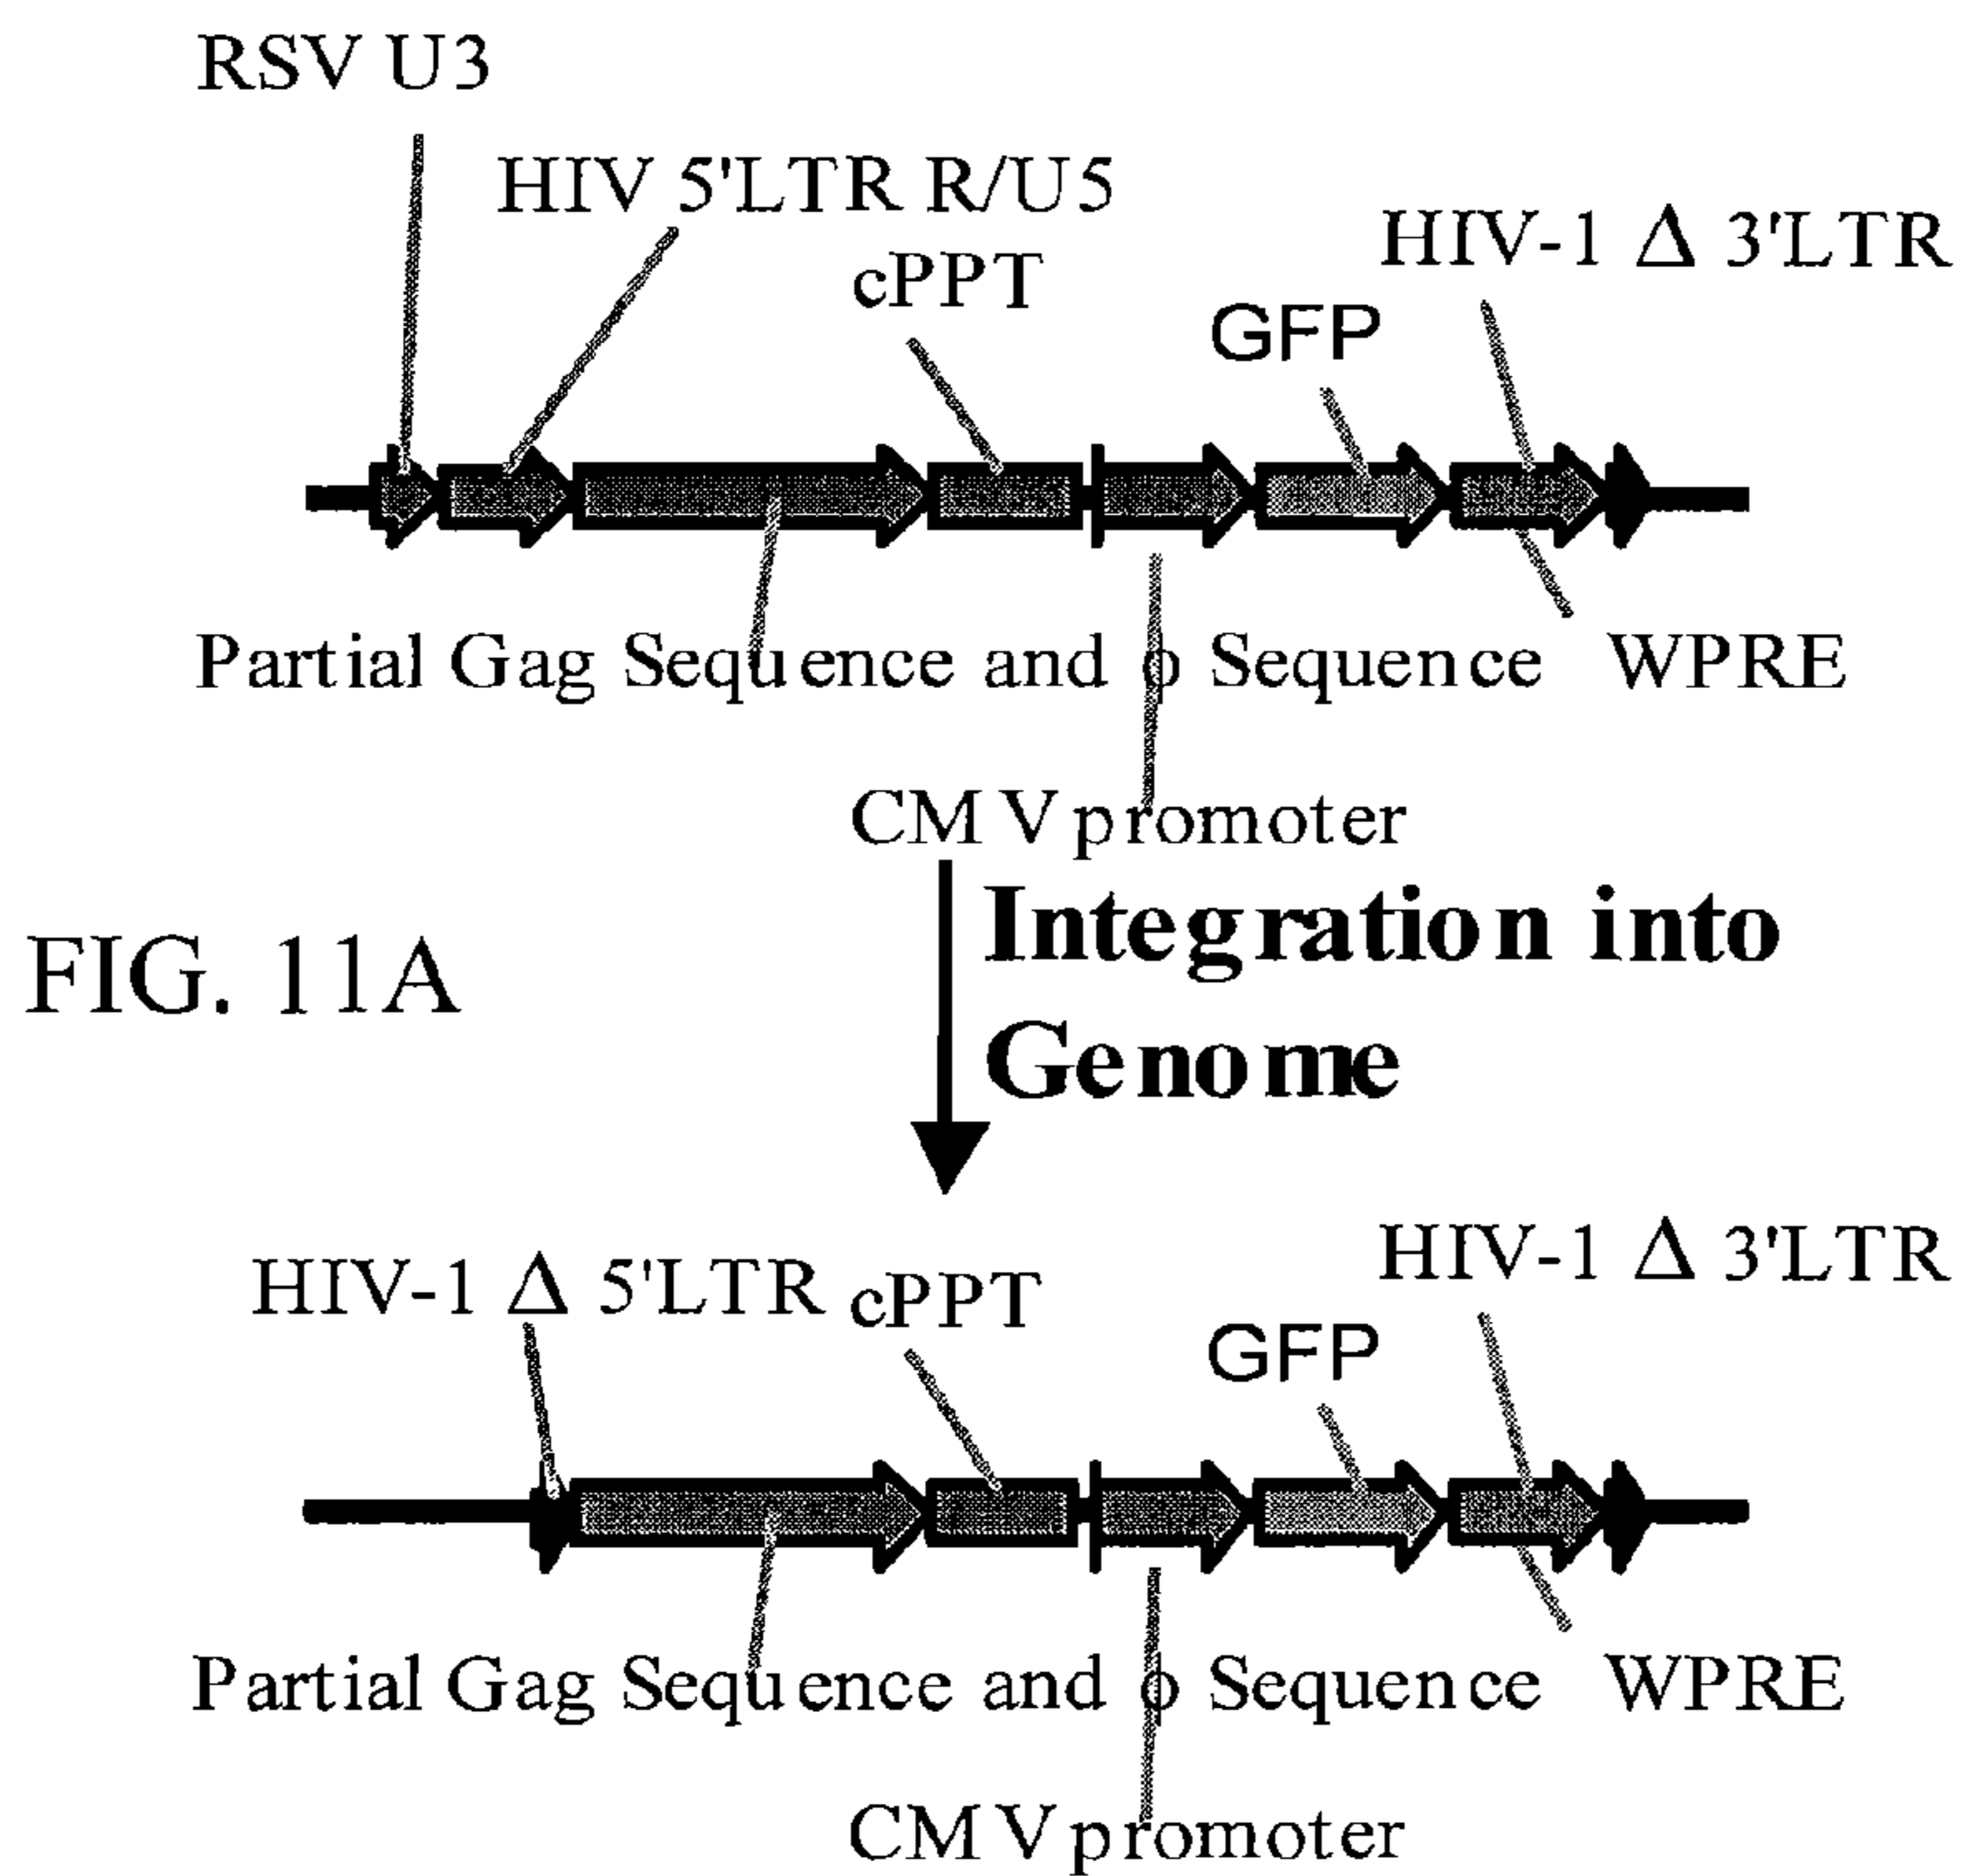 RSV U3
HIV 5'LTR R/U5
HIV-1 Δ 3'LTR
cPPT
GFP
Partial Gag Sequence and φ Sequence WPRE
CMV promoter
Integration into
Genome
FIG. 11A
HIV-1 Δ 5'LTR
cPPT
HIV-1 Δ 3'LTR
GFP
Partial Gag Sequence and φ Sequence WPRE
CMV promoter